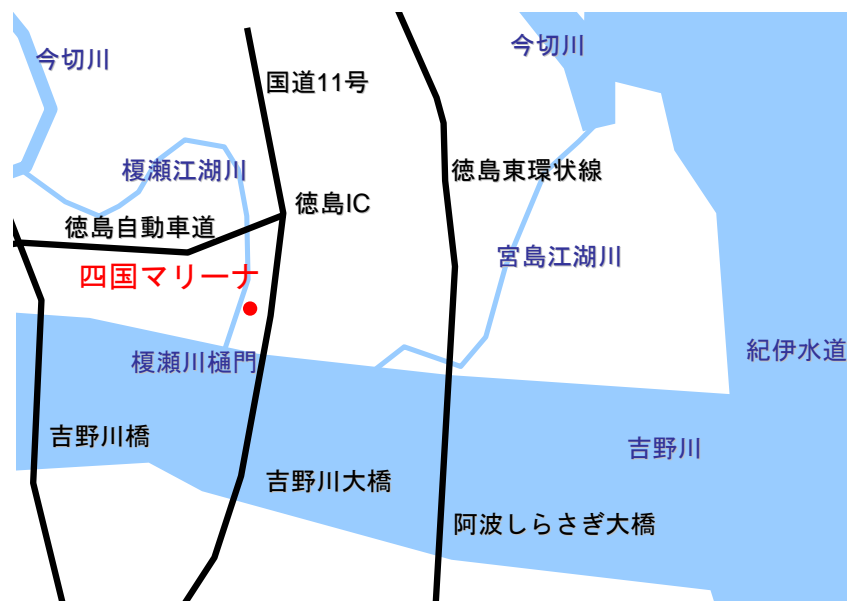 今切川
今切川
国道11号
榎瀬江湖川
徳島東環状線
徳島IC
徳島自動車道
宮島江湖川
四国マリーナ
榎瀬川樋門
紀伊水道
吉野川橋
吉野川
吉野川大橋
阿波しらさぎ大橋